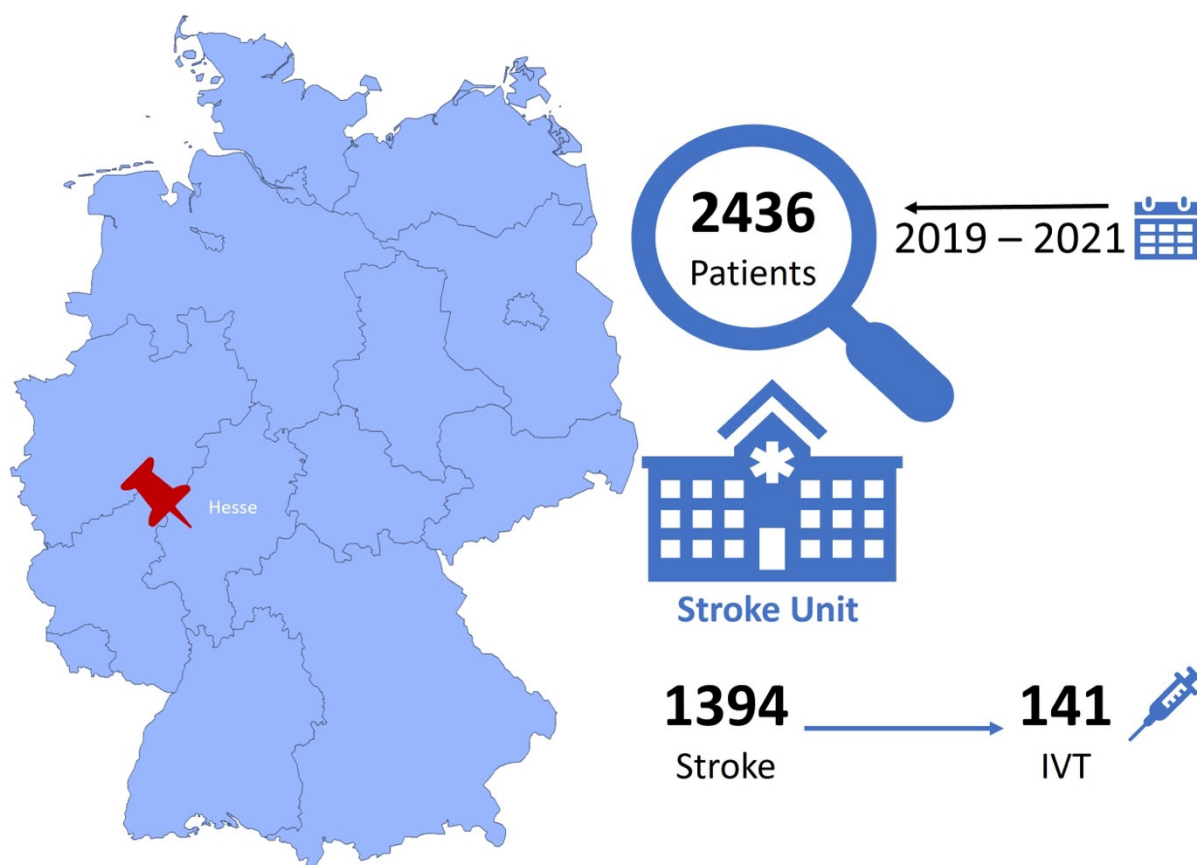 2436
Patients
2019 – 2021
Hesse
Stroke Unit
1394
Stroke
141
IVT